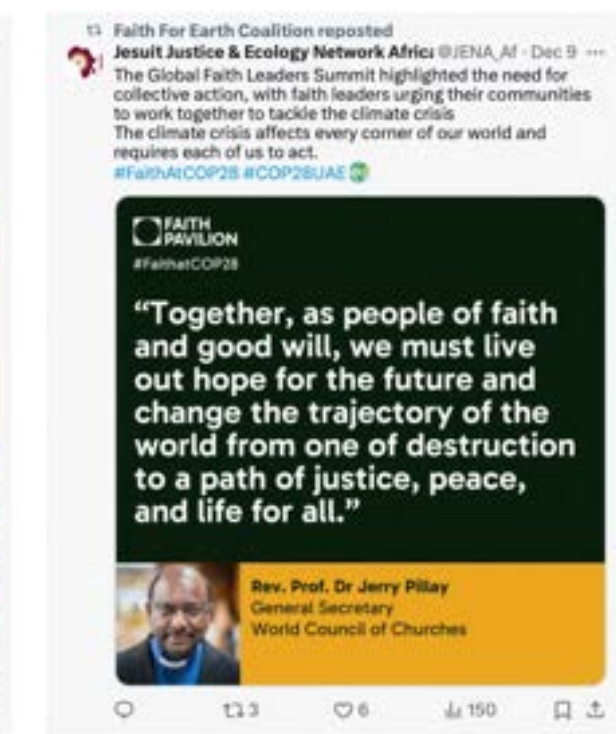 Faith For Earth Coalition reposted
Jesuit Justice & Ecology Network Africa @JENA_Af · Dec 9 ...
The Global Faith Leaders Summit highlighted the need for
collective action, with faith leaders urging their communities
to work together to tackle the climate crisis
The climate crisis affects every corner of our world and
requires each of us to act.
#FaithAtCOP28 #COP28UAE
FAITH
PAVILION
#FaithatCOP28
“Together, as people of faith
and good will, we must live
out hope for the future and
change the trajectory of the
world from one of destruction
to a path of justice, peace,
and life for all.”
Rev. Prof. Dr Jerry Pillay
General Secretary
World Council of Churches
3 6 150